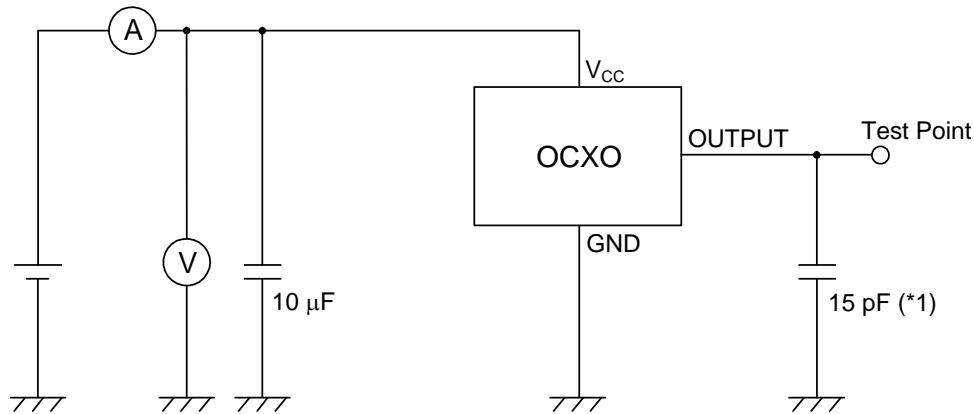 A
V_CC
OCXO
OUTPUT
Test Point
GND
V
10 μF
15 pF (*1)